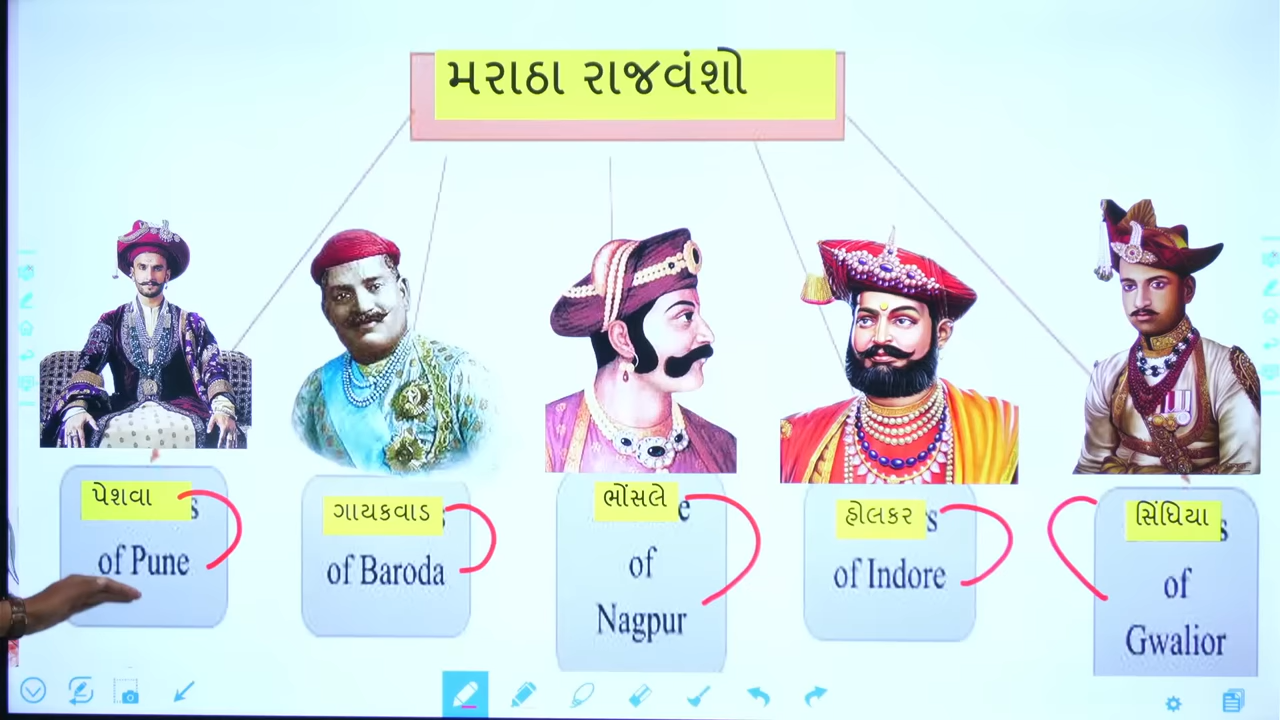 મરાઠા રાજવંશો
પેશવા s
of Pune
ગાયકવાડ
of Baroda
ભોંસલે e
of
Nagpur
હોલકર s
of Indore
સિંધિયા s
of
Gwalior